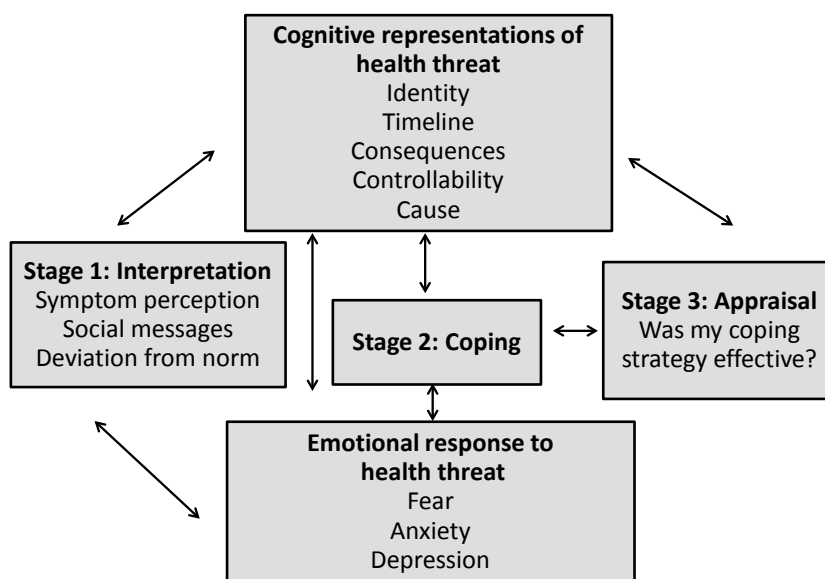 Cognitive representations of
health threat
Identity
Timeline
Consequences
Controllability
Cause
Stage 1: Interpretation
Symptom perception
Social messages
Deviation from norm
Stage 2: Coping
Stage 3: Appraisal
Was my coping
strategy effective?
Emotional response to
health threat
Fear
Anxiety
Depression